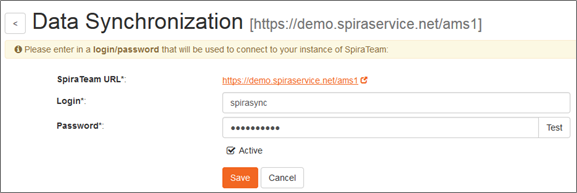 < Data Synchronization [https://demo.spiraservice.net/ams1]
Please enter in a login/password that will be used to connect to your instance of SpiraTeam:
SpiraTeam URL*: https://demo.spiraservice.net/ams1
Login*: spirasync
Password*: ●●●●●●●●●● Test
Active
Save Cancel